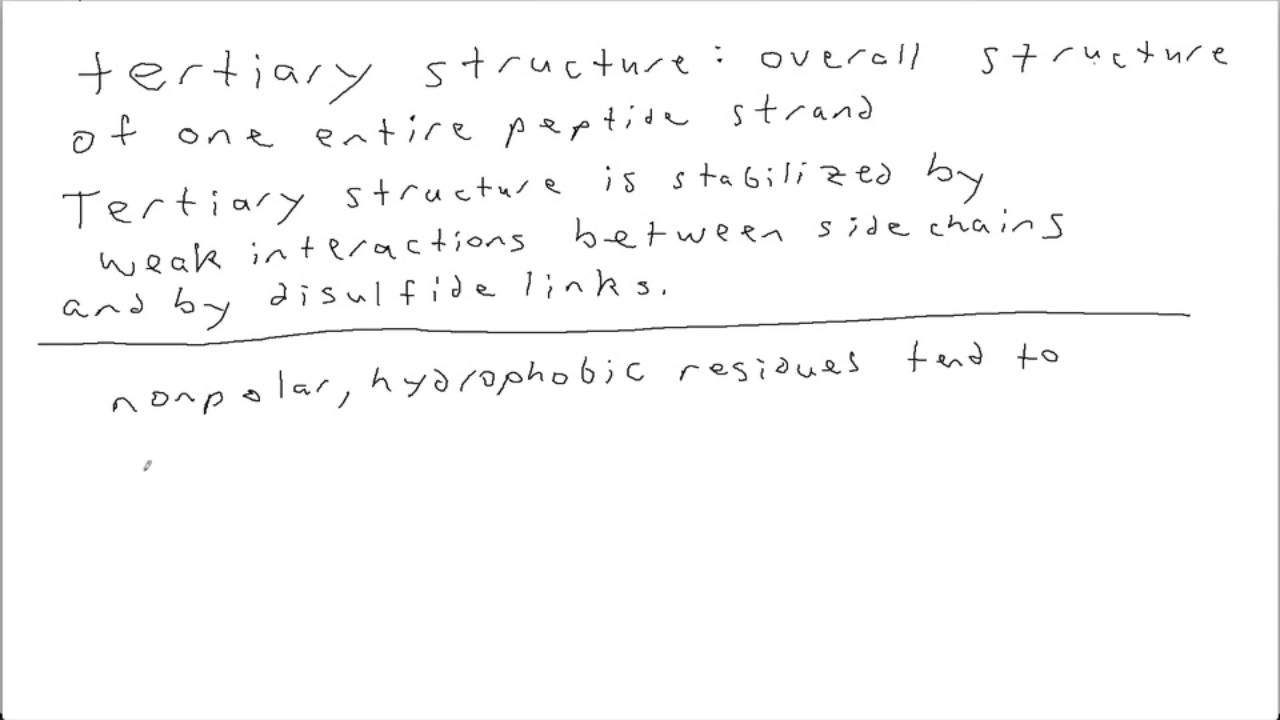 tertiary structure: overall structure
of one entire peptide strand
Tertiary structure is stabilized by
weak interactions between side chains
and by disulfide links.
nonpolar, hydrophobic residues tend to